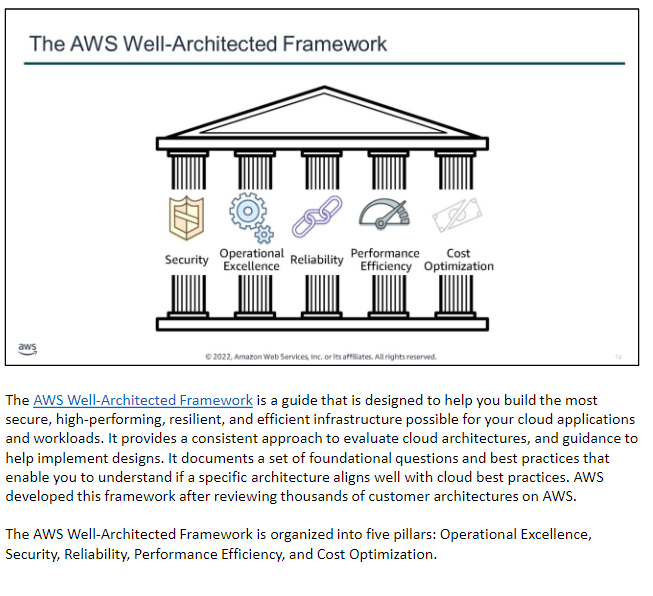 The AWS Well-Architected Framework
Security
Operational
Excellence
Reliability
Performance
Efficiency
Cost
Optimization
aws
© 2022, Amazon Web Services, Inc. or its affiliates. All rights reserved.
The AWS Well-Architected Framework is a guide that is designed to help you build the most
secure, high-performing, resilient, and efficient infrastructure possible for your cloud applications
and workloads. It provides a consistent approach to evaluate cloud architectures, and guidance to
help implement designs. It documents a set of foundational questions and best practices that
enable you to understand if a specific architecture aligns well with cloud best practices. AWS
developed this framework after reviewing thousands of customer architectures on AWS.
The AWS Well-Architected Framework is organized into five pillars: Operational Excellence,
Security, Reliability, Performance Efficiency, and Cost Optimization.